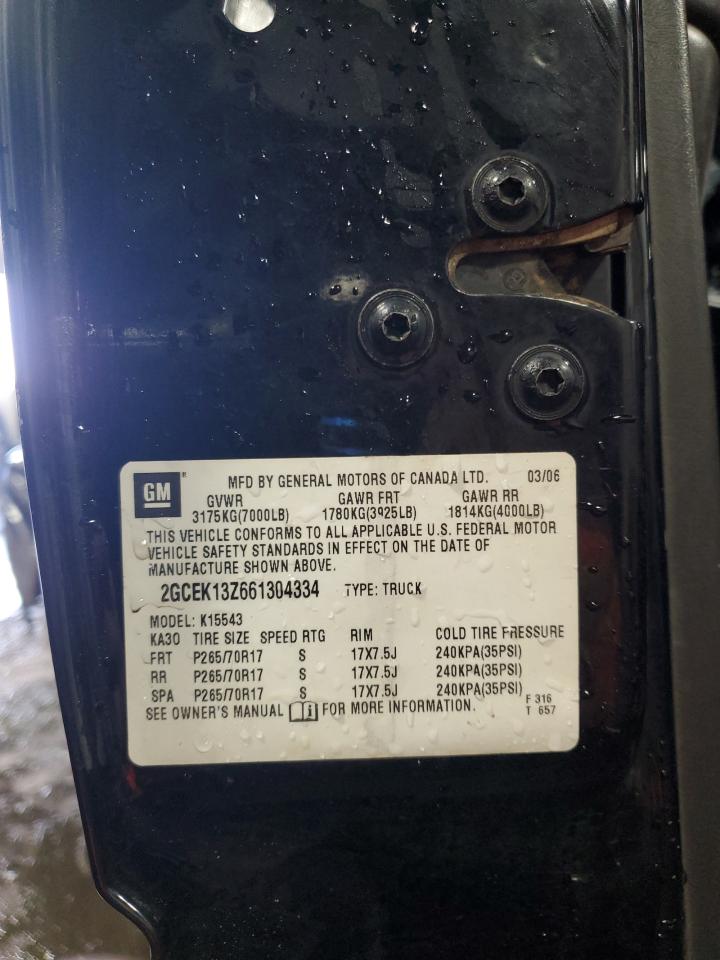 GM ® MFD BY GENERAL MOTORS OF CANADA LTD. 03/06
GVWR GAWR FRT GAWR RR
3175KG(7000LB) 1780KG(3925LB) 1814KG(4000LB)
THIS VEHICLE CONFORMS TO ALL APPLICABLE U.S. FEDERAL MOTOR
VEHICLE SAFETY STANDARDS IN EFFECT ON THE DATE OF
MANUFACTURE SHOWN ABOVE.
2GCEK13Z661304334 TYPE: TRUCK
MODEL: K15543
KA30 TIRE SIZE SPEED RTG RIM COLD TIRE PRESSURE
FRT P265/70R17 S 17X7.5J 240KPA(35PSI)
RR P265/70R17 S 17X7.5J 240KPA(35PSI)
SPA P265/70R17 S 17X7.5J 240KPA(35PSI)
SEE OWNER'S MANUAL i FOR MORE INFORMATION. F 316
T 657